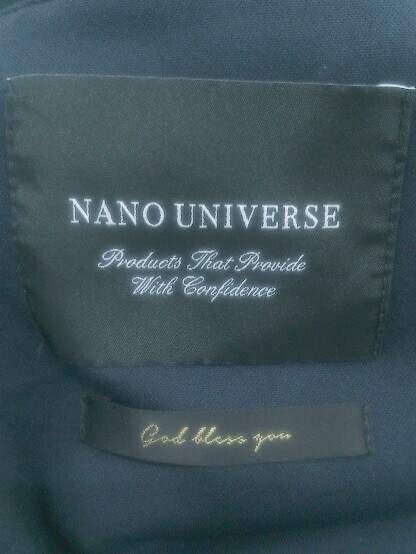 NANO UNIVERSE
Products That Provide
With Confidence
God bless you